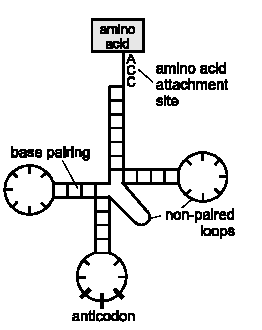 amino
acid
A
C
C
amino acid
attachment
site
base pairing
non-paired
loops
anticodon